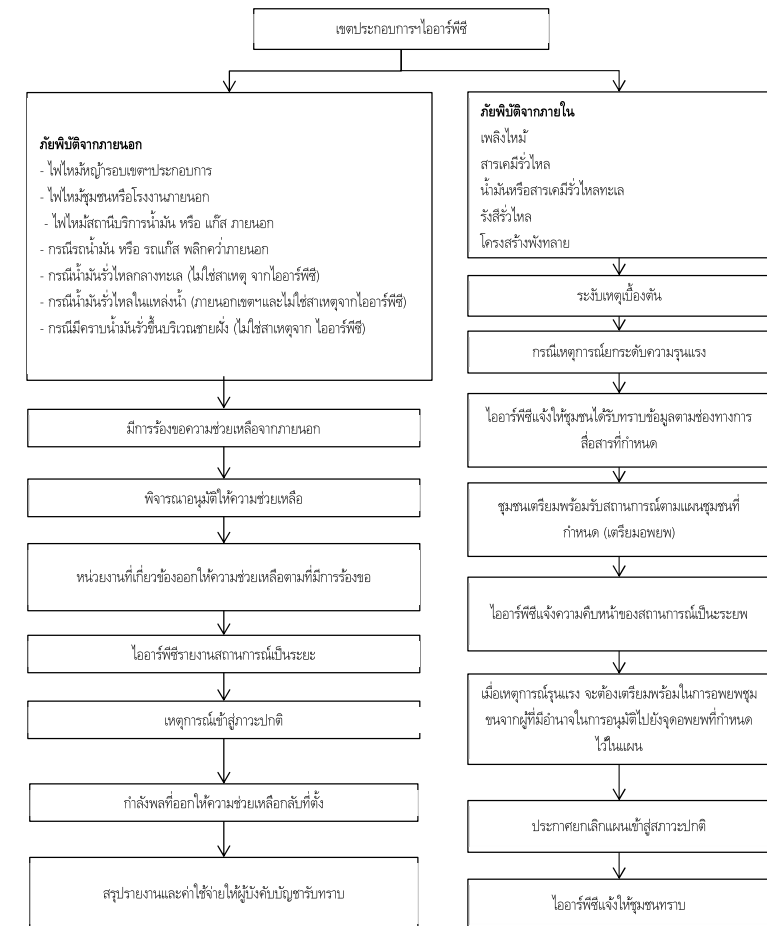 เขตประกอบการฯไออาร์พีซี
ภัยพิบัติจากภายนอก
- ไฟไหม้หญ้ารอบเขตฯประกอบการ
- ไฟไหม้ชุมชนหรือโรงงานภายนอก
- ไฟไหม้สถานีบริการน้ำมัน หรือ แก๊ส ภายนอก
- กรณีรถน้ำมัน หรือ รถแก๊ส พลิกคว่ำภายนอก
- กรณีน้ำมันรั่วไหลกลางทะเล (ไม่ใช่สาเหตุ จากไออาร์พีซี)
- กรณีน้ำมันรั่วไหลในแหล่งน้ำ (ภายนอกเขตฯและไม่ใช่สาเหตุจากไออาร์พีซี)
- กรณีมีคราบน้ำมันรั่วขึ้นบริเวณชายฝั่ง (ไม่ใช่สาเหตุจาก ไออาร์พีซี)
มีการร้องขอความช่วยเหลือจากภายนอก
พิจารณาอนุมัติให้ความช่วยเหลือ
หน่วยงานที่เกี่ยวข้องออกให้ความช่วยเหลือตามที่มีการร้องขอ
ไออาร์พีซีรายงานสถานการณ์เป็นระยะ
เหตุการณ์เข้าสู่ภาวะปกติ
กำลังพลที่ออกให้ความช่วยเหลือกลับที่ตั้ง
สรุปรายงานและค่าใช้จ่ายให้ผู้บังคับบัญชารับทราบ
ภัยพิบัติจากภายใน
เพลิงไหม้
สารเคมีรั่วไหล
น้ำมันหรือสารเคมีรั่วไหลทะเล
รังสีรั่วไหล
โครงสร้างพังทลาย
ระงับเหตุเบื้องต้น
กรณีเหตุการณ์ยกระดับความรุนแรง
ไออาร์พีซีแจ้งให้ชุมชนได้รับทราบข้อมูลตามช่องทางการ
สื่อสารที่กำหนด
ชุมชนเตรียมพร้อมรับสถานการณ์ตามแผนชุมชนที่
กำหนด (เตรียมอพยพ)
ไออาร์พีซีแจ้งความคืบหน้าของสถานการณ์เป็นะระยพ
เมื่อเหตุการณ์รุนแรง จะต้องเตรียมพร้อมในการอพยพชุม
ชนจากผู้ที่มีอำนาจในการอนุมัติไปยังจุดอพยพที่กำหนด
ไว้ในแผน
ประกาศยกเลิกแผนเข้าสู่สภาวะปกติ
ไออาร์พีซีแจ้งให้ชุมชนทราบ